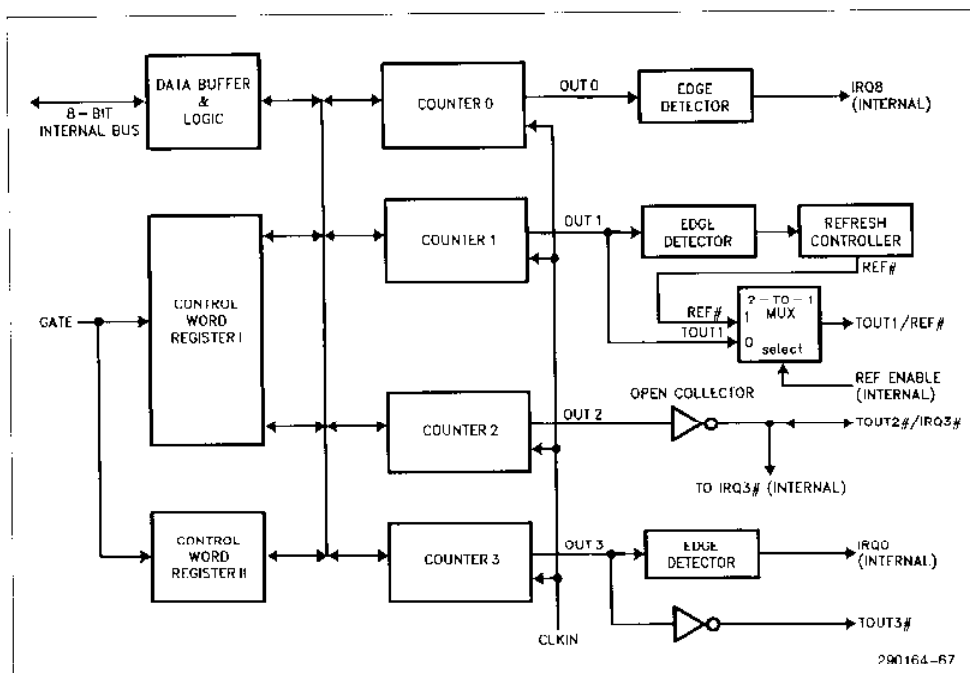 DATA BUFFER
&
LOGIC
8-BIT
INTERNAL BUS
COUNTER 0
OUT 0
EDGE
DETECTOR
IRQ8
(INTERNAL)
COUNTER 1
OUT 1
EDGE
DETECTOR
REFRESH
CONTROLLER
REF#
GATE
CONTROL
WORD
REGISTER I
REF#
TOUT1
2-TO-1
1 MUX
0
select
TOUT1/REF#
REF ENABLE
(INTERNAL)
COUNTER 2
OUT 2
OPEN COLLECTOR
TOUT2#/IRQ3#
TO IRQ3# (INTERNAL)
CONTROL
WORD
REGISTER II
COUNTER 3
OUT 3
EDGE
DETECTOR
IRQ0
(INTERNAL)
CLKIN
TOUT3#
290164-67